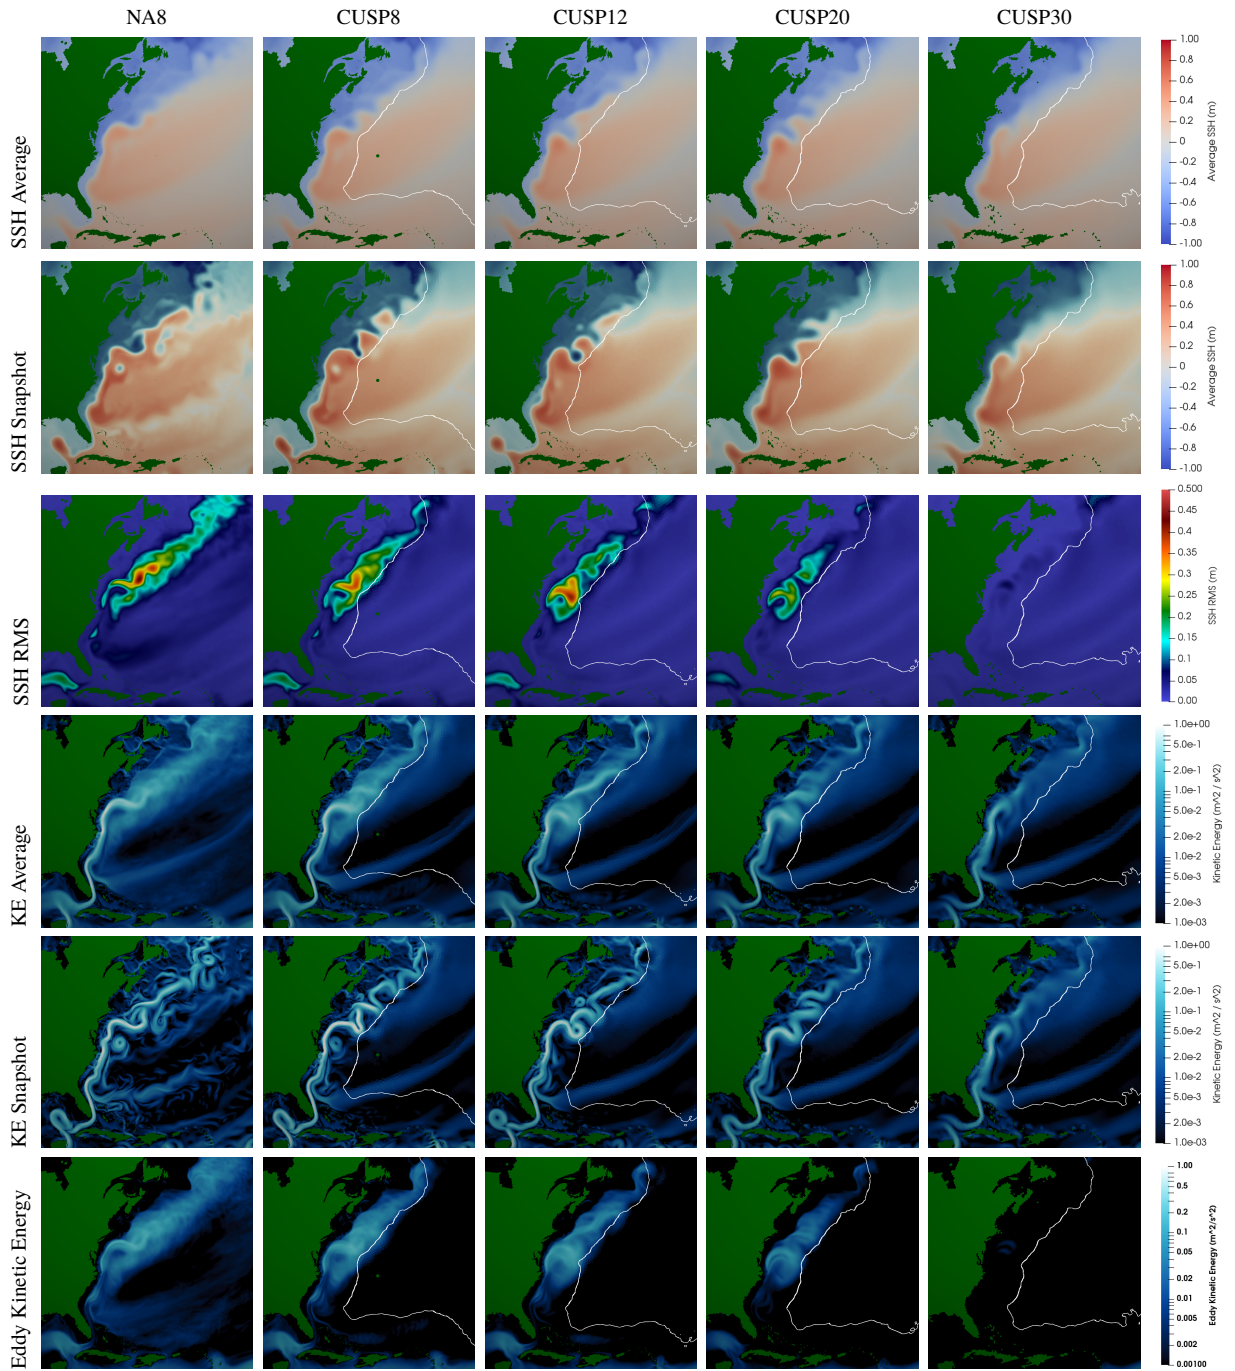 NA8 CUSP8 CUSP12 CUSP20 CUSP30
SSH Average
1.00
0.8
0.6
0.4
0.2
0
-0.2
-0.4
-0.6
-0.8
-1.00
Average SSH (m)
SSH Snapshot
1.00
0.8
0.6
0.4
0.2
0
-0.2
-0.4
-0.6
-0.8
-1.00
Average SSH (m)
SSH RMS
0.500
0.45
0.40
0.35
0.30
0.25
0.20
0.15
0.1
0.05
0.00
SSH RMS (m)
KE Average
1.0e+00
5.0e-1
2.0e-1
1.0e-1
5.0e-2
2.0e-2
1.0e-2
5.0e-3
2.0e-3
1.0e-03
Kinetic Energy (m^2 / s^2)
KE Snapshot
1.0e+00
5.0e-1
2.0e-1
1.0e-1
5.0e-2
2.0e-2
1.0e-2
5.0e-3
2.0e-3
1.0e-03
Kinetic Energy (m^2 / s^2)
Eddy Kinetic Energy
1.00
0.5
0.2
0.1
0.05
0.02
0.01
0.005
0.002
0.00100
Eddy Kinetic Energy (m^2/s^2)